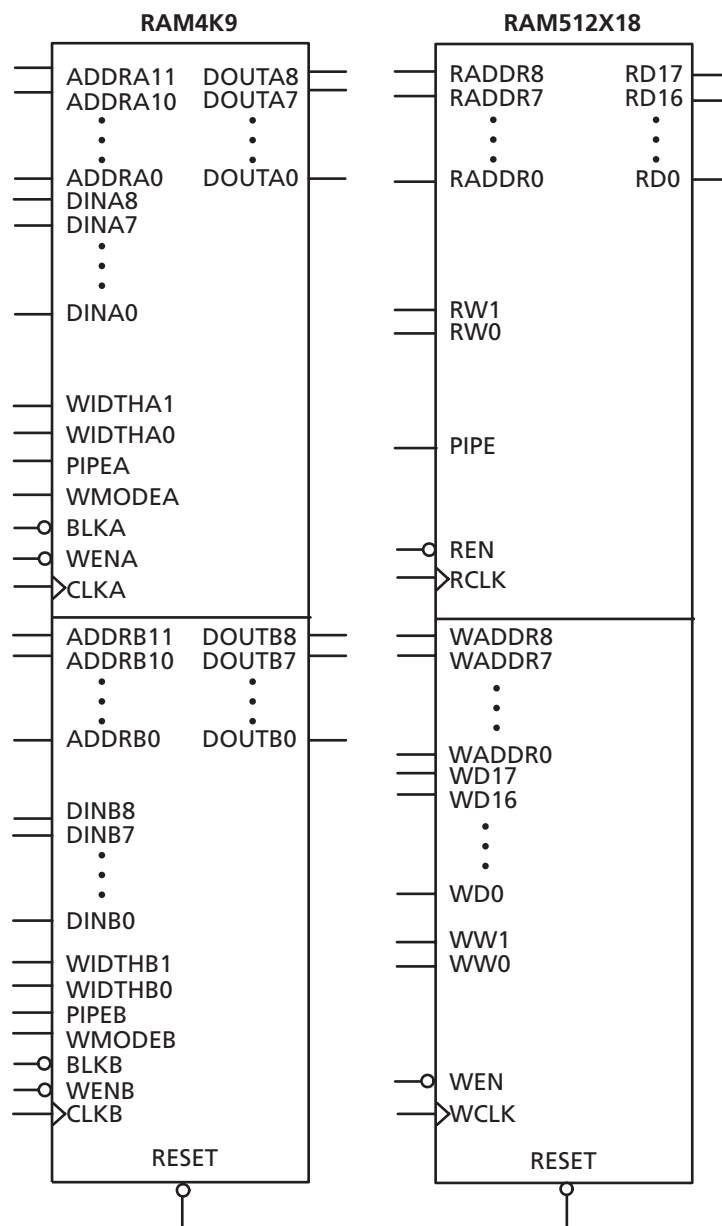 RAM4K9
ADDRA11 DOUTA8
ADDRA10 DOUTA7
ADDRA0 DOUTA0
DINA8
DINA7
DINA0
WIDTHA1
WIDTHA0
PIPEA
WMODEA
BLKA
WENA
CLKA
ADDRB11 DOUTB8
ADDRB10 DOUTB7
ADDRB0 DOUTB0
DINB8
DINB7
DINB0
WIDTHB1
WIDTHB0
PIPEB
WMODEB
BLKB
WENB
CLKB
RESET
RAM512X18
RADDR8 RD17
RADDR7 RD16
RADDR0 RD0
RW1
RW0
PIPE
REN
RCLK
WADDR8
WADDR7
WADDR0
WD17
WD16
WD0
WW1
WW0
WEN
WCLK
RESET